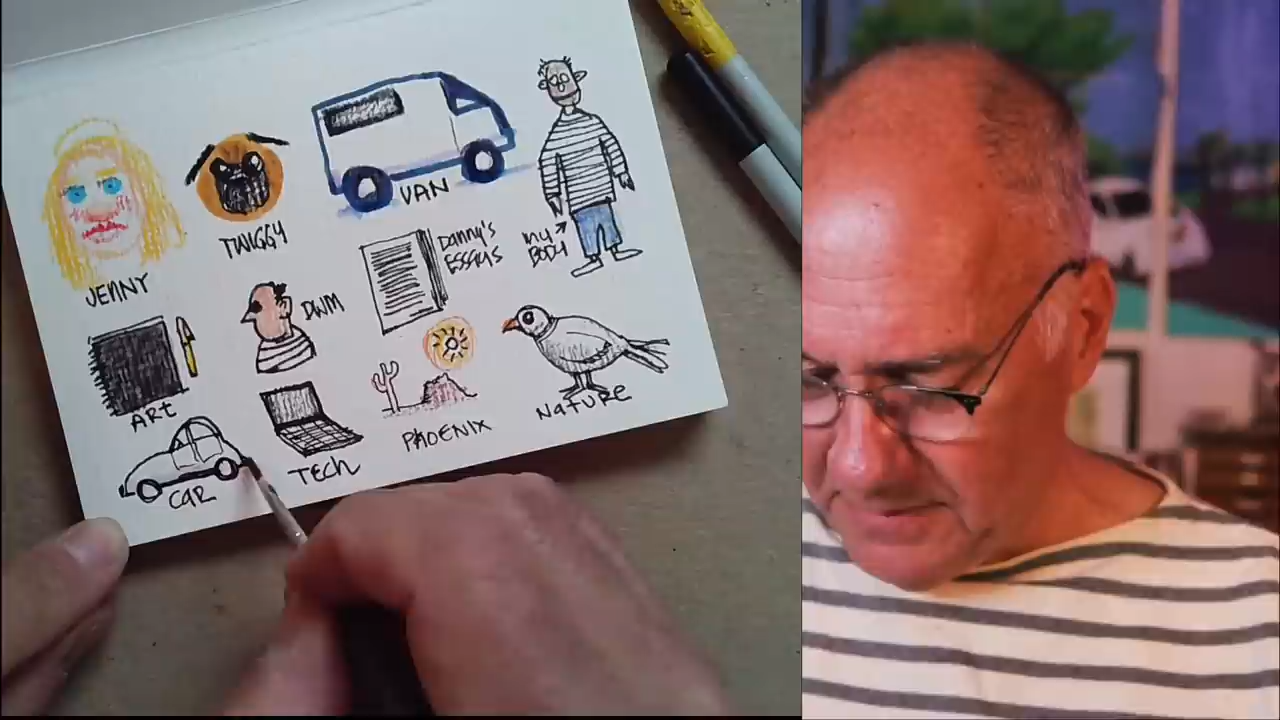 JENNY
TWIGGY
VAN
my
BODY
Danny's
ESSAYS
DWM
ART
CAR
TECH
PHOENIX
NATURE